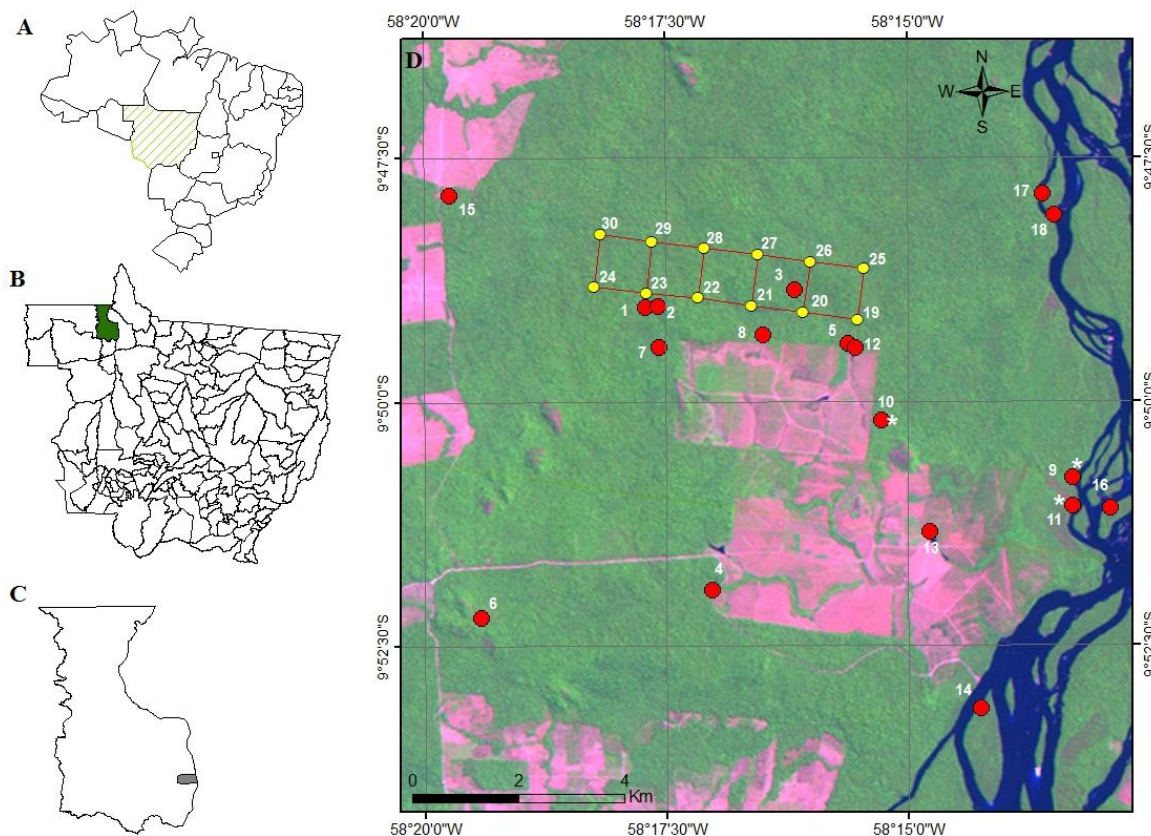 A
B
C
D
58°20'0"W 58°17'30"W 58°15'0"W
N
W E
S
9°47'30"S 9°47'30"S
17
18
15
30 29 28 27 26 25
3
24 23 22 21 20 19
1 2
8 5
7 12
9°50'0"S 9°50'0"S
10 *
*
9 16
*
11
13
4
6
9°52'30"S 9°52'30"S
14
0 2 4
Km
58°20'0"W 58°17'30"W 58°15'0"W